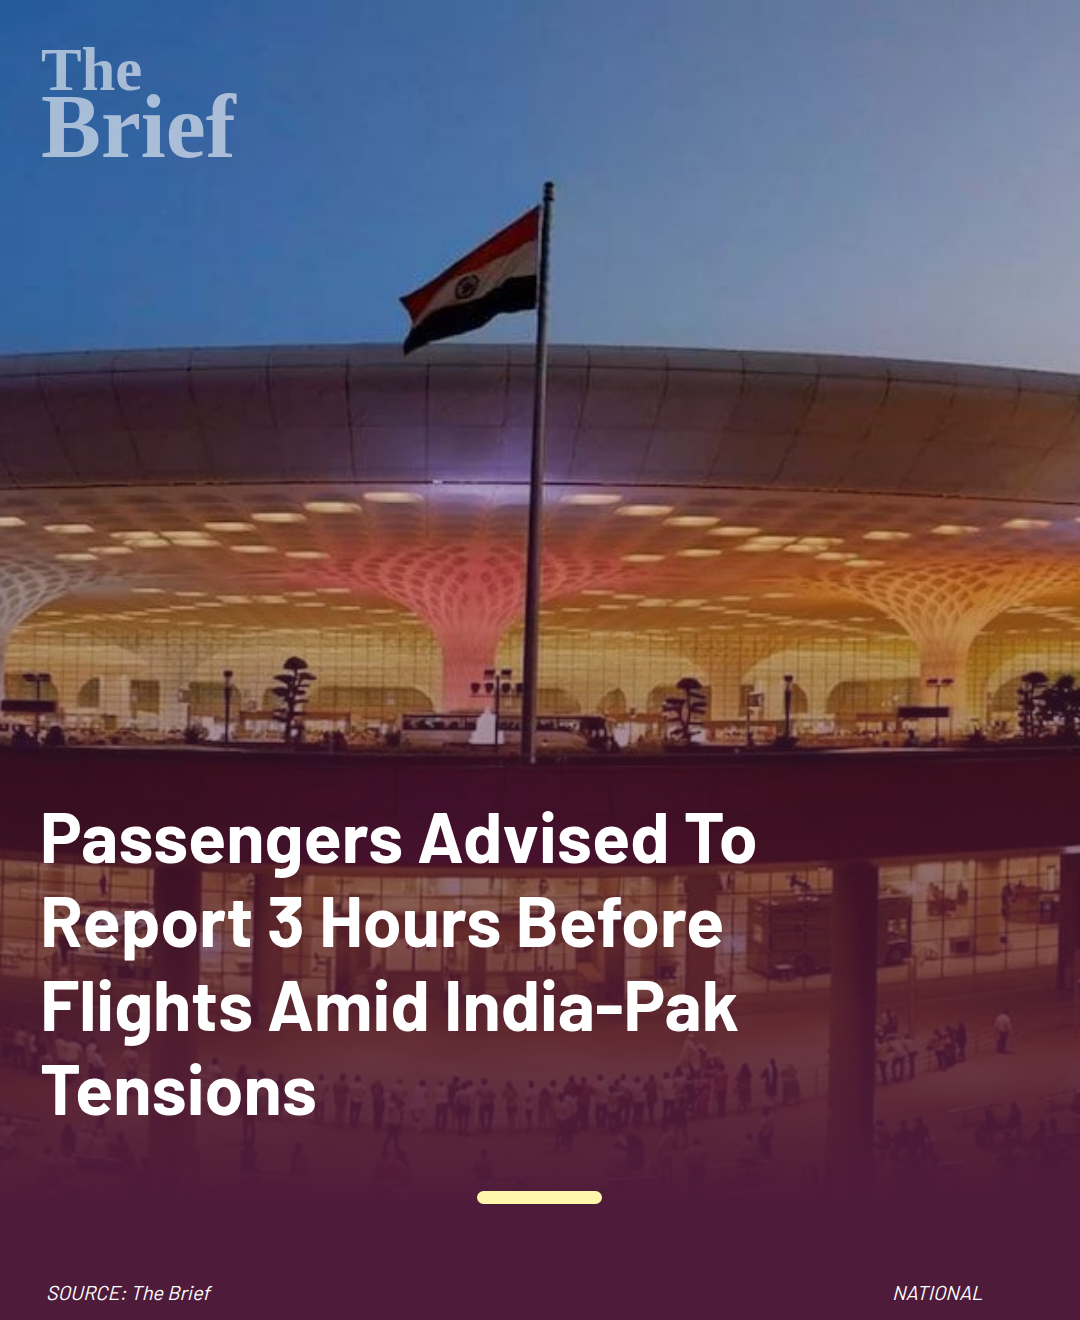 The
Brief
Passengers Advised To
Report 3 Hours Before
Flights Amid India-Pak
Tensions
SOURCE: The Brief
NATIONAL